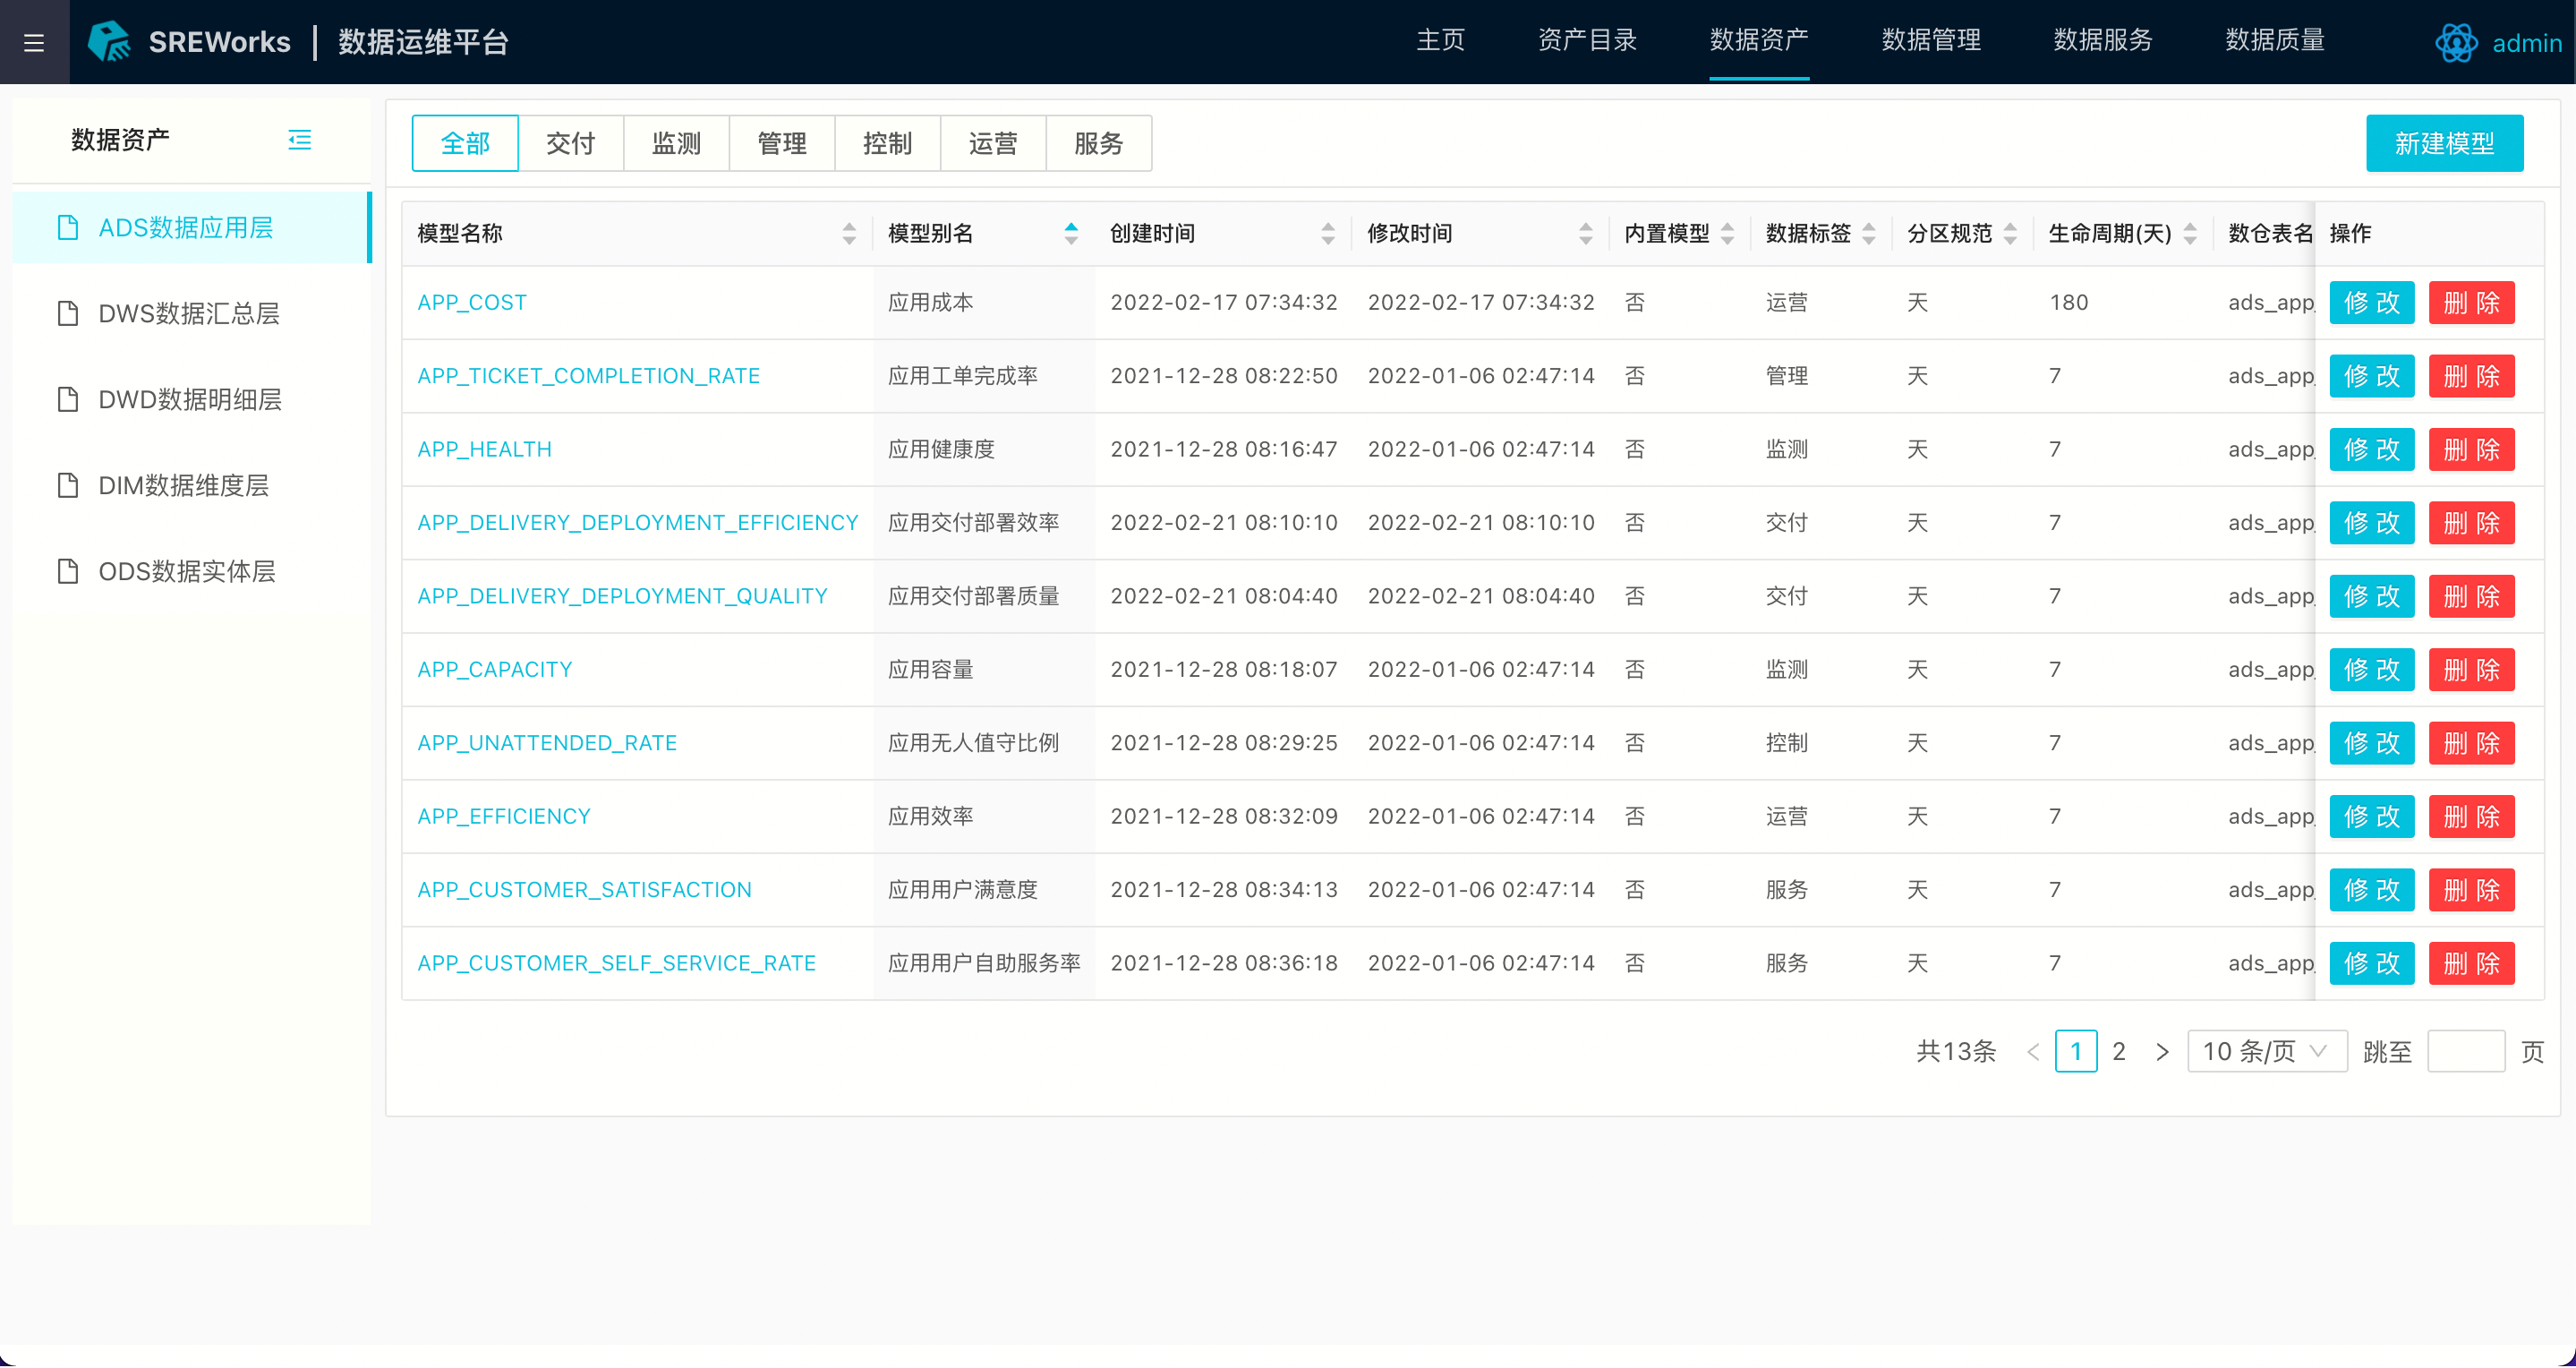 SREWorks | 数据运维平台
主页 资产目录 数据资产 数据管理 数据服务 数据质量 admin
数据资产
ADS数据应用层
DWS数据汇总层
DWD数据明细层
DIM数据维度层
ODS数据实体层
全部 交付 监测 管理 控制 运营 服务 新建模型
模型名称 模型别名 创建时间 修改时间 内置模型 数据标签 分区规范 生命周期(天) 数仓表名 操作
APP_COST 应用成本 2022-02-17 07:34:32 2022-02-17 07:34:32 否 运营 天 180 ads_app_ 修 改 删 除
APP_TICKET_COMPLETION_RATE 应用工单完成率 2021-12-28 08:22:50 2022-01-06 02:47:14 否 管理 天 7 ads_app_ 修 改 删 除
APP_HEALTH 应用健康度 2021-12-28 08:16:47 2022-01-06 02:47:14 否 监测 天 7 ads_app_ 修 改 删 除
APP_DELIVERY_DEPLOYMENT_EFFICIENCY 应用交付部署效率 2022-02-21 08:10:10 2022-02-21 08:10:10 否 交付 天 7 ads_app_ 修 改 删 除
APP_DELIVERY_DEPLOYMENT_QUALITY 应用交付部署质量 2022-02-21 08:04:40 2022-02-21 08:04:40 否 交付 天 7 ads_app_ 修 改 删 除
APP_CAPACITY 应用容量 2021-12-28 08:18:07 2022-01-06 02:47:14 否 监测 天 7 ads_app_ 修 改 删 除
APP_UNATTENDED_RATE 应用无人值守比例 2021-12-28 08:29:25 2022-01-06 02:47:14 否 控制 天 7 ads_app_ 修 改 删 除
APP_EFFICIENCY 应用效率 2021-12-28 08:32:09 2022-01-06 02:47:14 否 运营 天 7 ads_app_ 修 改 删 除
APP_CUSTOMER_SATISFACTION 应用用户满意度 2021-12-28 08:34:13 2022-01-06 02:47:14 否 服务 天 7 ads_app_ 修 改 删 除
APP_CUSTOMER_SELF_SERVICE_RATE 应用用户自助服务率 2021-12-28 08:36:18 2022-01-06 02:47:14 否 服务 天 7 ads_app_ 修 改 删 除
共13条 < 1 2 > 10 条/页 跳至 页